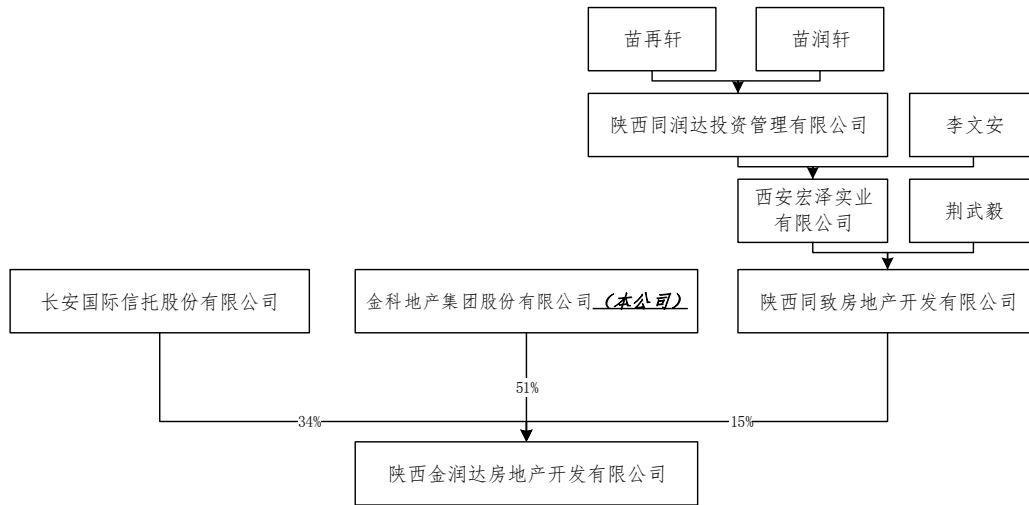 苗再轩
苗润轩
陕西同润达投资管理有限公司
李文安
西安宏泽实业
有限公司
荆武毅
长安国际信托股份有限公司
金科地产集团股份有限公司（本公司）
陕西同致房地产开发有限公司
51%
34%
15%
陕西金润达房地产开发有限公司